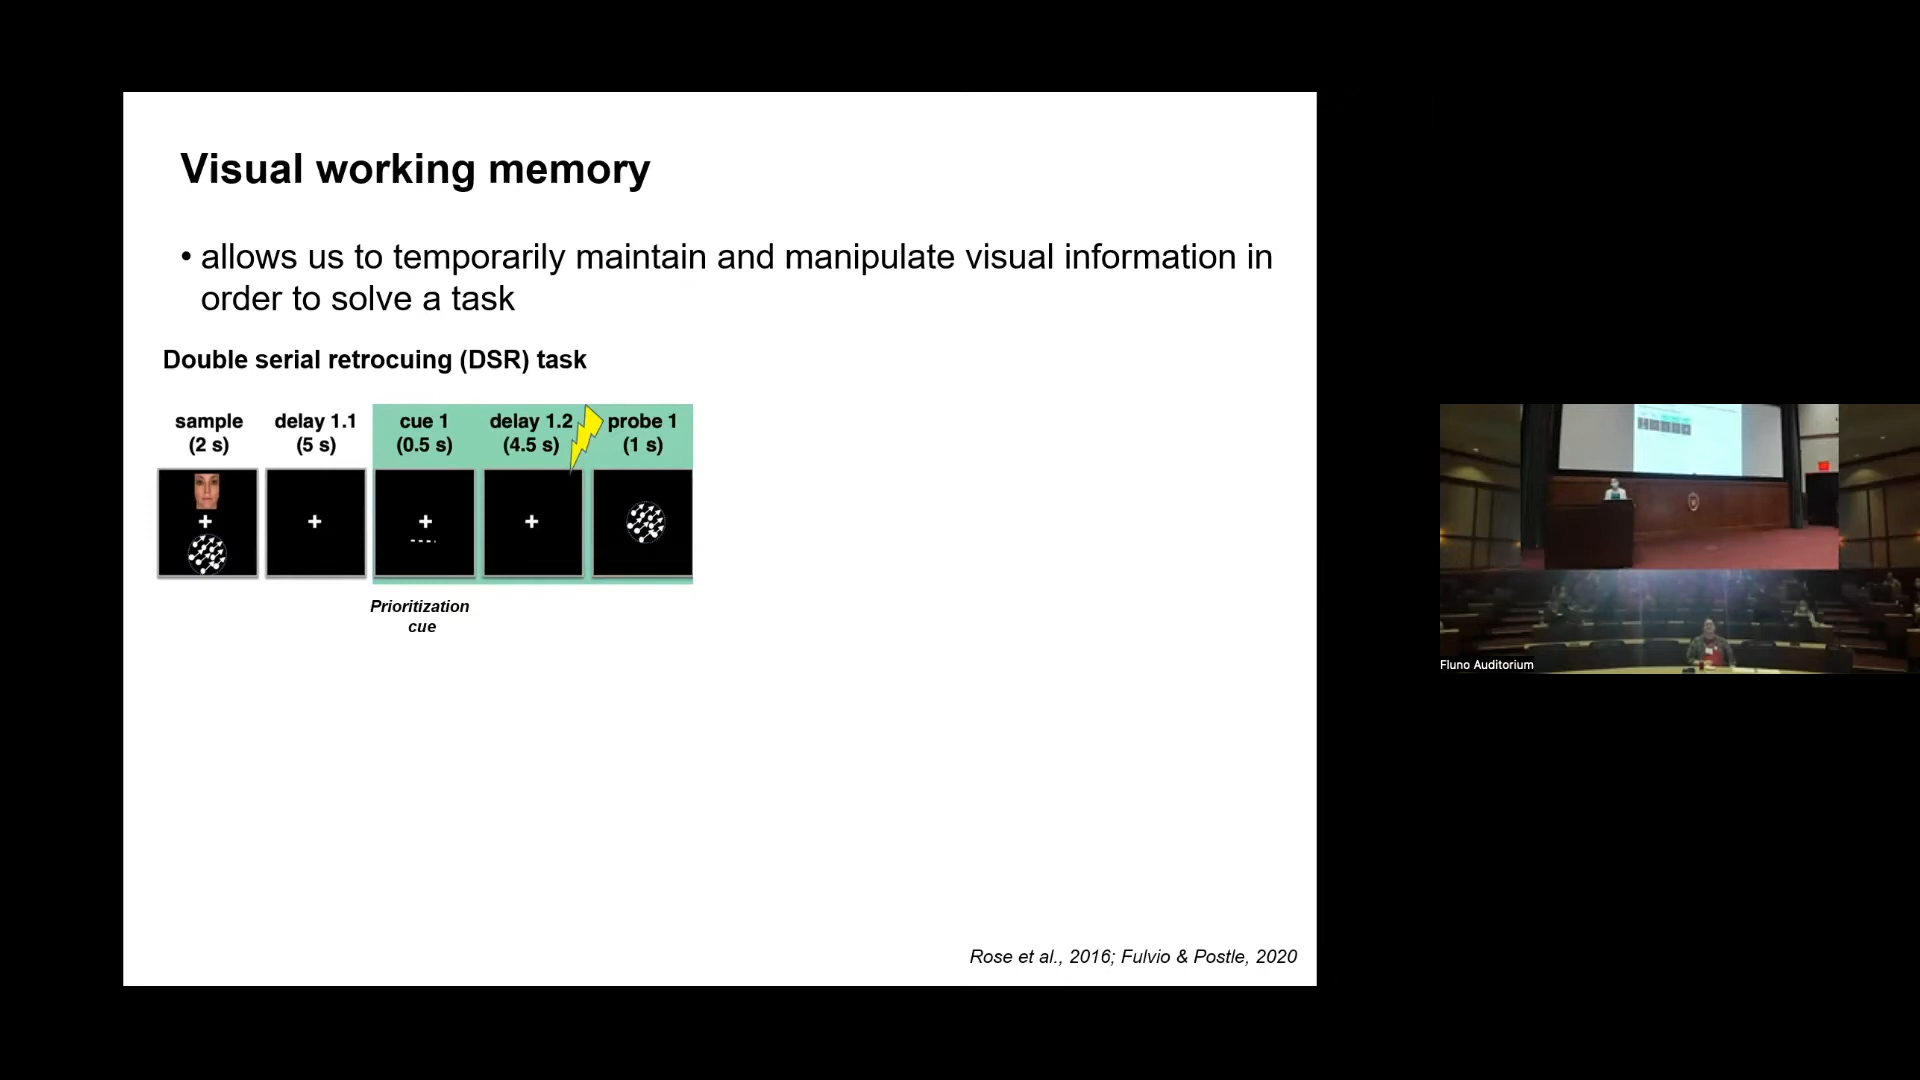 Visual working memory
• allows us to temporarily maintain and manipulate visual information in
order to solve a task
Double serial retrocuing (DSR) task
sample
(2 s)
delay 1.1
(5 s)
cue 1
(0.5 s)
delay 1.2
(4.5 s)
probe 1
(1 s)
Prioritization
cue
Rose et al., 2016; Fulvio & Postle, 2020
Fluno Auditorium